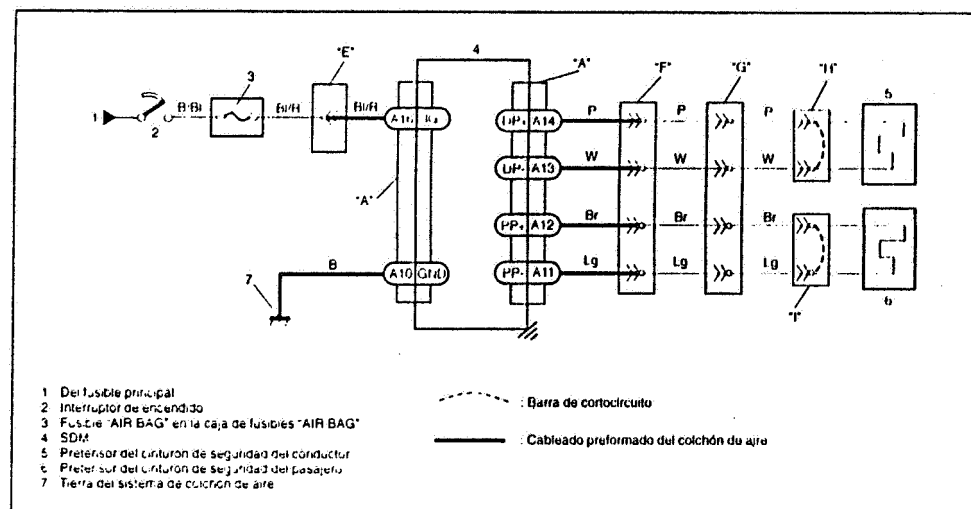 4
"E"
3
"A"
"F"
"G"
"H"
5
1
2
B/Bl
Bl/R
Bl/R
IG
DP+
A14
P
P
P
DP-
A13
W
W
W
"A"
PP+
A12
Br
Br
Br
B
A10
GND
PP-
A11
Lg
Lg
Lg
7
"I"
6
1 Del fusible principal
2 Interruptor de encendido
3 Fusible "AIR BAG" en la caja de fusibles "AIR BAG"
4 SDM
5 Pretensor del cinturón de seguridad del conductor
6 Pretensor del cinturón de seguridad del pasajero
7 Tierra del sistema de colchón de aire
: Barra de cortocircuito
: Cableado preformado del colchón de aire